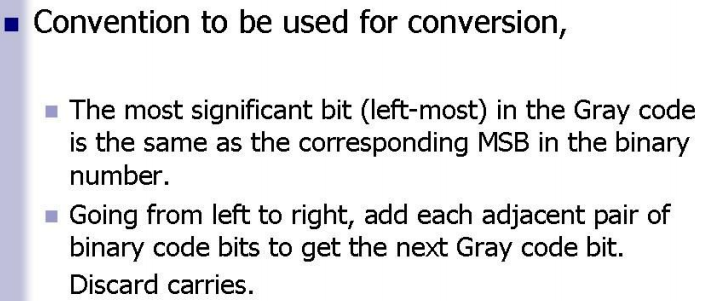 Convention to be used for conversion,
The most significant bit (left-most) in the Gray code
is the same as the corresponding MSB in the binary
number.
Going from left to right, add each adjacent pair of
binary code bits to get the next Gray code bit.
Discard carries.